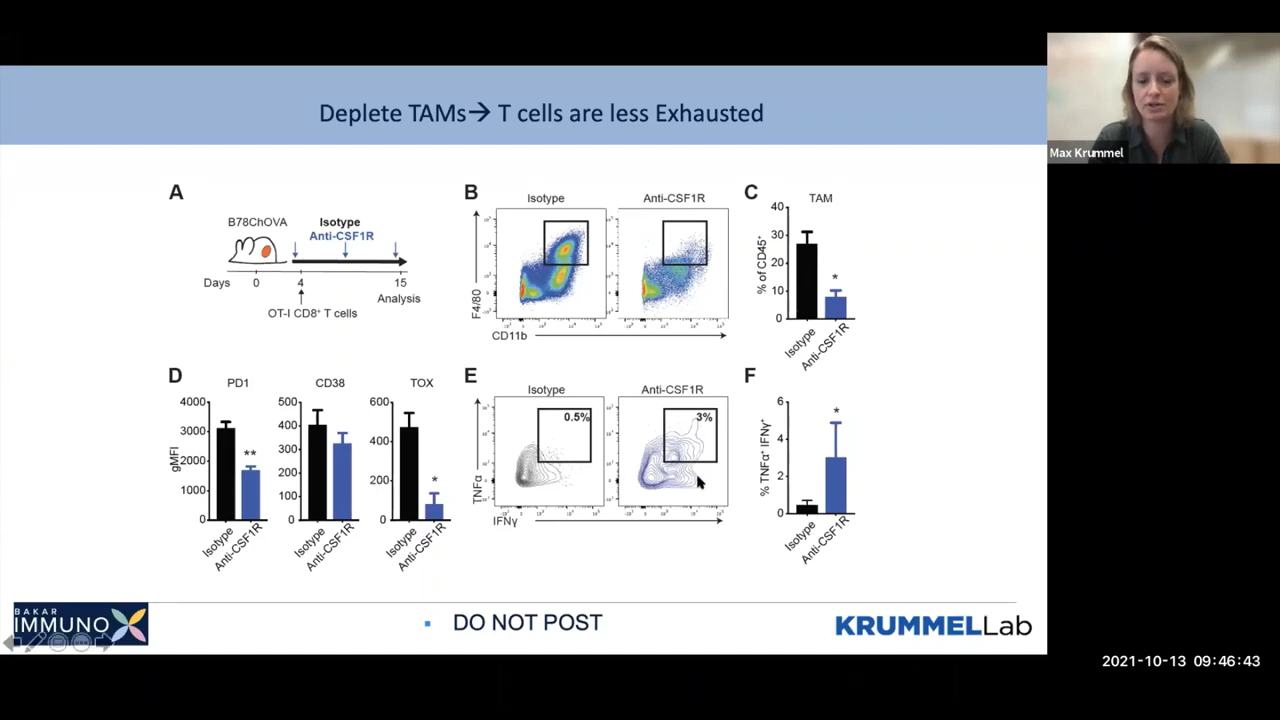 Deplete TAMs→ T cells are less Exhausted
Max Krummel
A
B78ChOVA
Isotype
Anti-CSF1R
Days
0
4
15
Analysis
OT-I CD8+ T cells
B
Isotype
Anti-CSF1R
F4/80
CD11b
C
TAM
% of CD45+
40
30
20
10
0
*
Isotype
Anti-CSF1R
D
PD1
gMFI
4000
3000
2000
1000
0
**
Isotype
Anti-CSF1R
CD38
500
400
300
200
100
0
Isotype
Anti-CSF1R
TOX
600
400
200
0
*
Isotype
Anti-CSF1R
E
Isotype
0.5%
Anti-CSF1R
3%
TNFα
IFNγ
F
% TNFα+ IFNγ+
6
4
2
0
*
Isotype
Anti-CSF1R
BAKAR
IMMUNO
▪ DO NOT POST
KRUMMELLab
2021-10-13 09:46:43